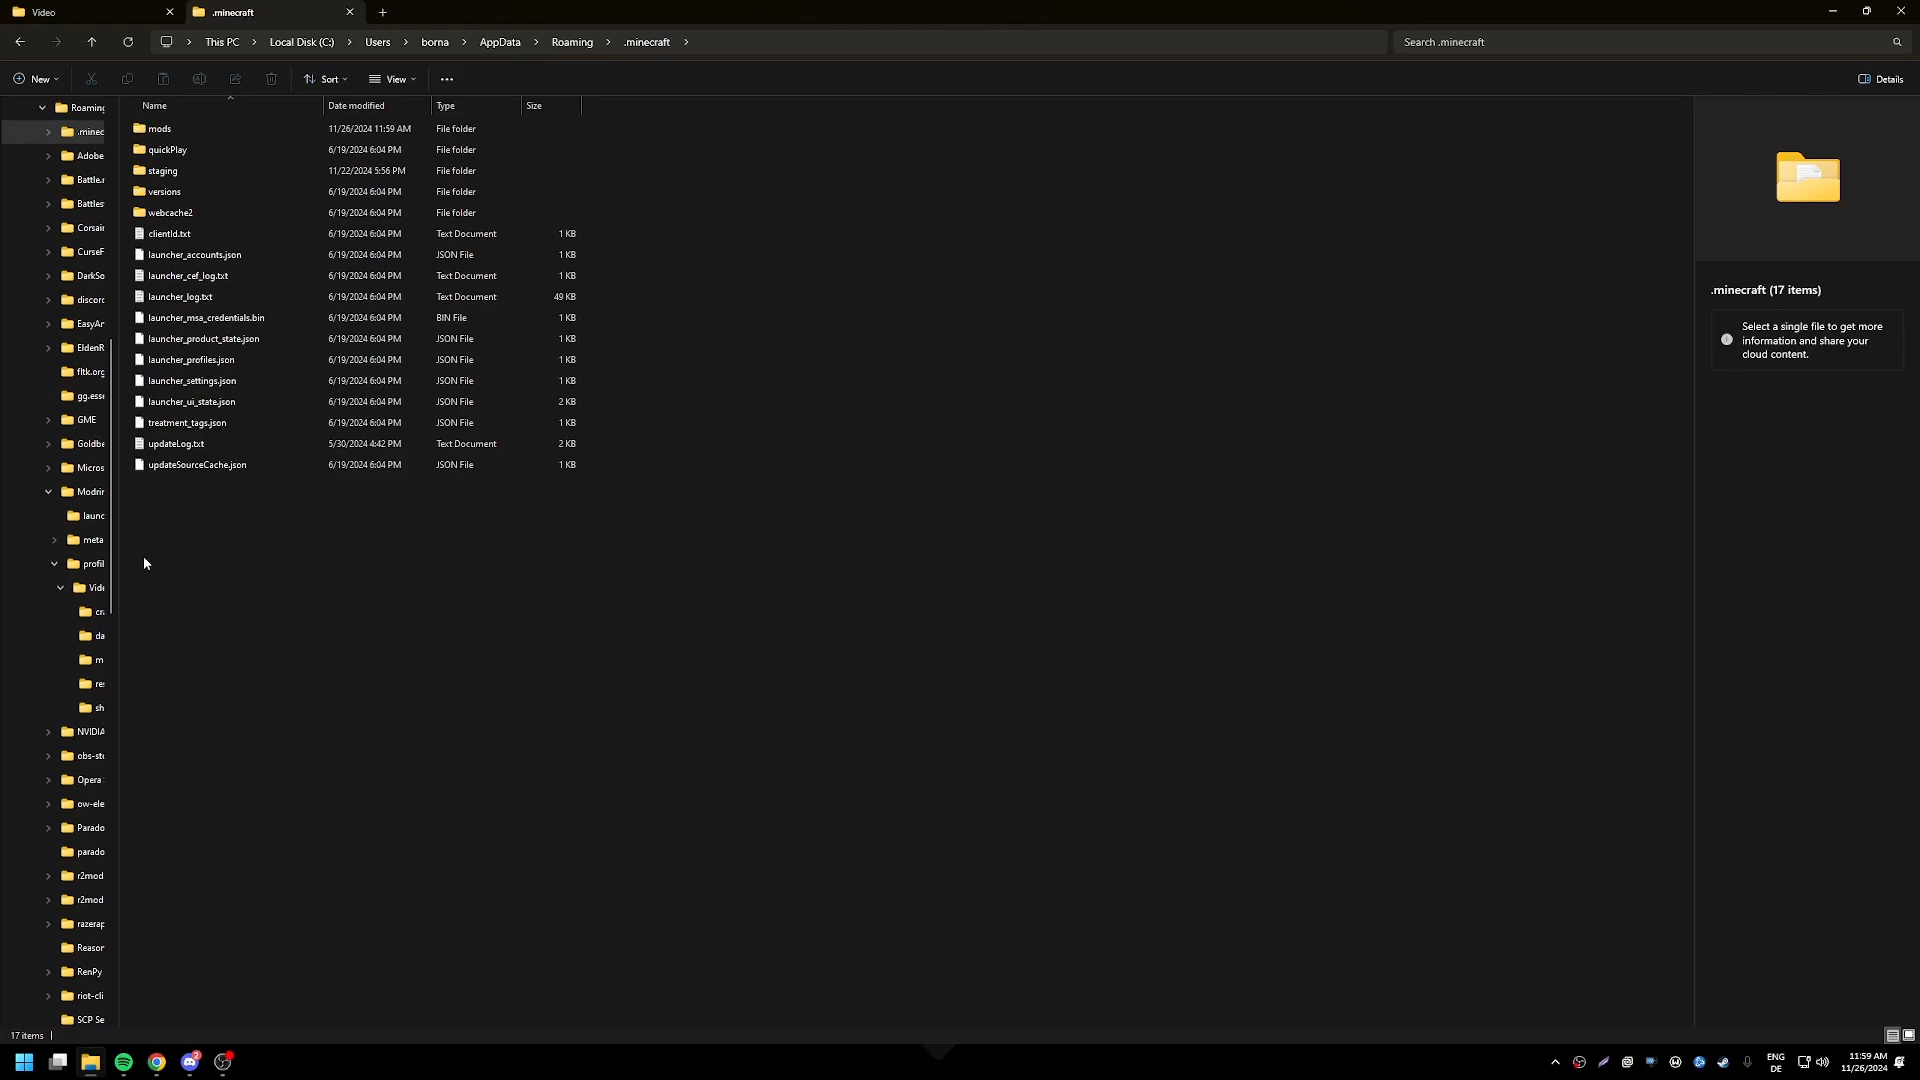 Video
.minecraft
This PC > Local Disk (C:) > Users > borna > AppData > Roaming > .minecraft >
Search .minecraft
New
Sort
View
Details
Name
Date modified
Type
Size
mods 11/26/2024 11:59 AM File folder
quickPlay 6/19/2024 6:04 PM File folder
staging 11/22/2024 5:56 PM File folder
versions 6/19/2024 6:04 PM File folder
webcache2 6/19/2024 6:04 PM File folder
clientId.txt 6/19/2024 6:04 PM Text Document 1 KB
launcher_accounts.json 6/19/2024 6:04 PM JSON File 1 KB
launcher_cef_log.txt 6/19/2024 6:04 PM Text Document 1 KB
launcher_log.txt 6/19/2024 6:04 PM Text Document 49 KB
launcher_msa_credentials.bin 6/19/2024 6:04 PM BIN File 1 KB
launcher_product_state.json 6/19/2024 6:04 PM JSON File 1 KB
launcher_profiles.json 6/19/2024 6:04 PM JSON File 1 KB
launcher_settings.json 6/19/2024 6:04 PM JSON File 1 KB
launcher_ui_state.json 6/19/2024 6:04 PM JSON File 2 KB
treatment_tags.json 6/19/2024 6:04 PM JSON File 1 KB
updateLog.txt 5/30/2024 4:42 PM Text Document 2 KB
updateSourceCache.json 6/19/2024 6:04 PM JSON File 1 KB
Roaming
.minec
Adobe
Battle.n
Battles
Corsair
CurseF
DarkSo
discord
EasyAn
EldenR
fltk.org
gg.esse
GME
Goldbe
Micros
Modrin
launc
meta
profil
Vide
cra
da
m
res
sh
NVIDIA
obs-stu
Opera
ow-ele
Parado
parado
r2mod
r2mod
razerap
Reason
RenPy
riot-cli
SCP Se
.minecraft (17 items)
Select a single file to get more
information and share your
cloud content.
17 items
2
ENG
DE
11:59 AM
11/26/2024